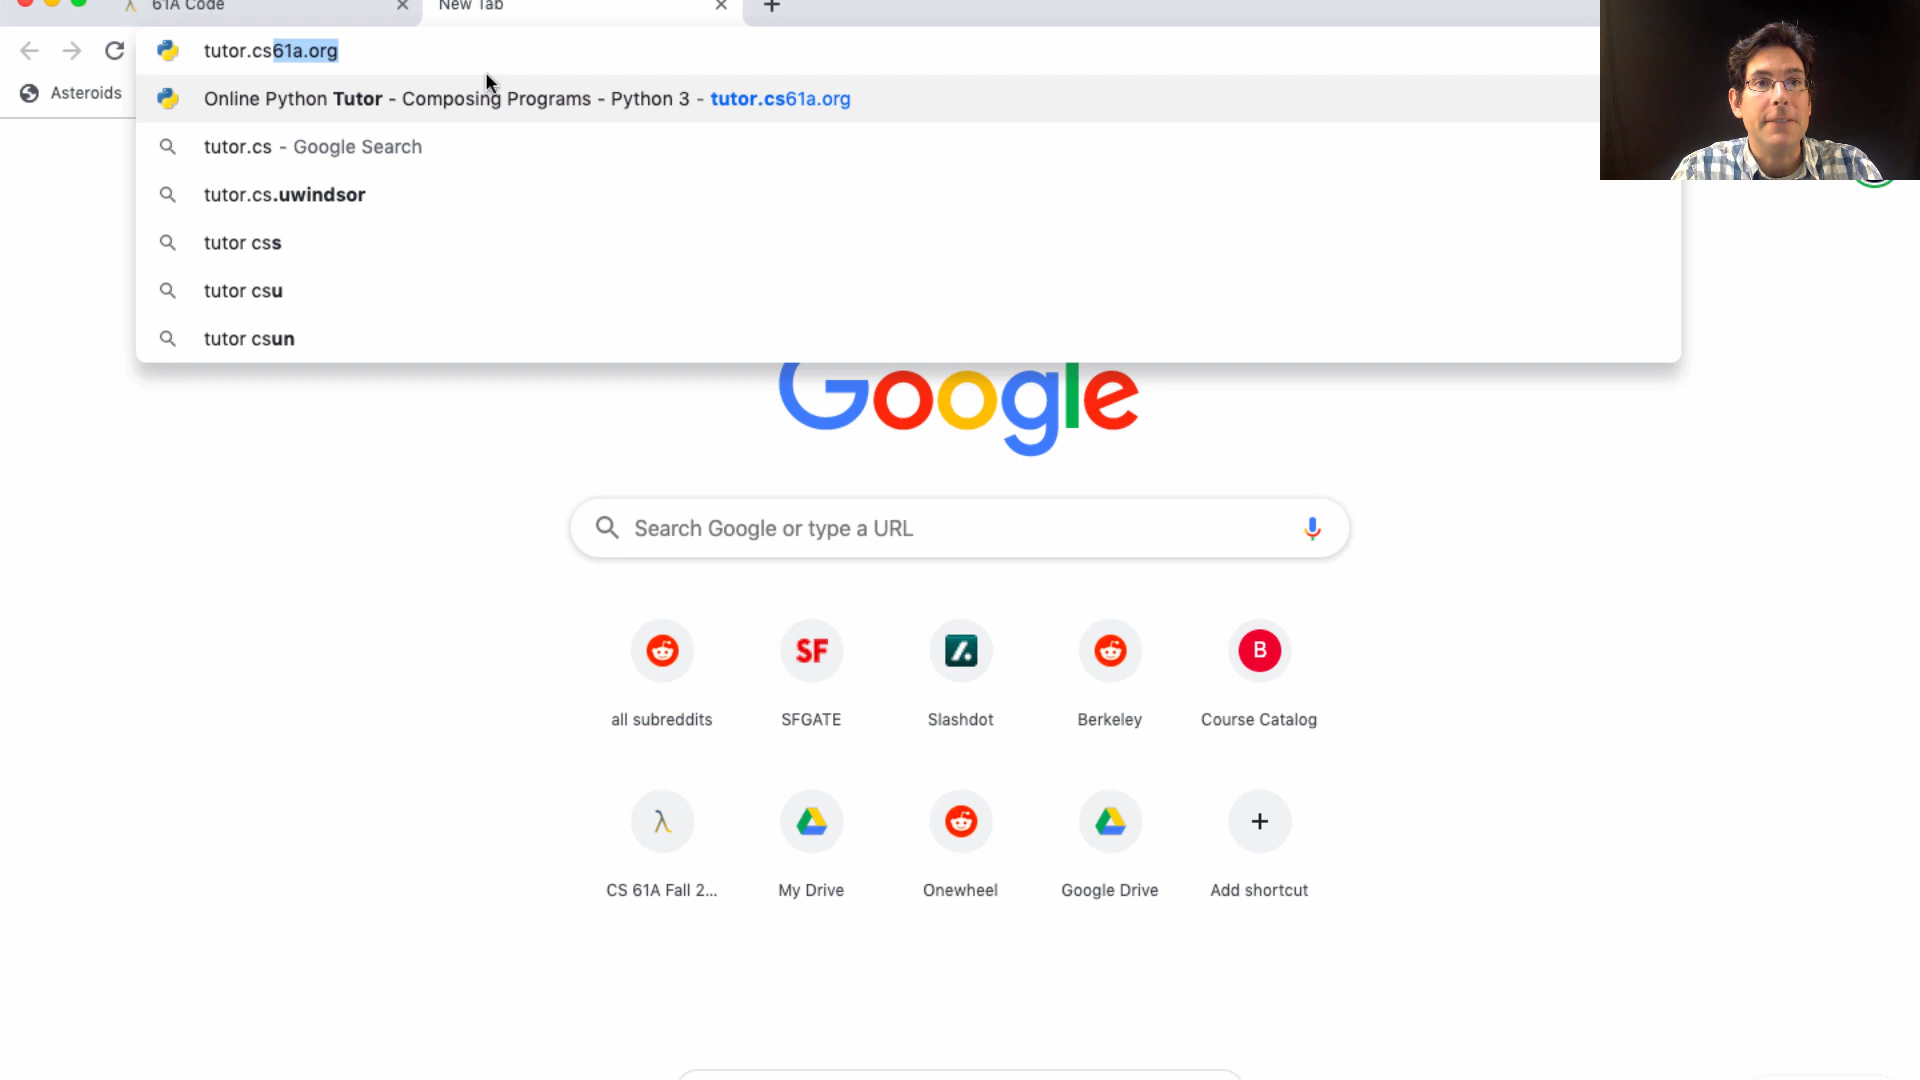 61A Code
New Tab
tutor.cs61a.org
Asteroids
Online Python Tutor - Composing Programs - Python 3 - tutor.cs61a.org
tutor.cs - Google Search
tutor.cs.uwindsor
tutor css
tutor csu
tutor csun
Google
Search Google or type a URL
SF
B
all subreddits
SFGATE
Slashdot
Berkeley
Course Catalog
λ
CS 61A Fall 2...
My Drive
Onewheel
Google Drive
Add shortcut